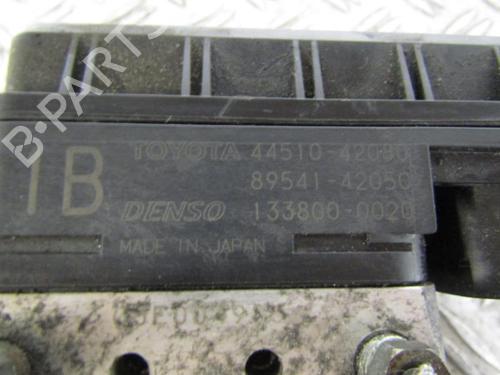 B-PARTS
1B
TOYOTA 44510-42080
89541-42050
DENSO 133800-0020
MADE IN JAPAN